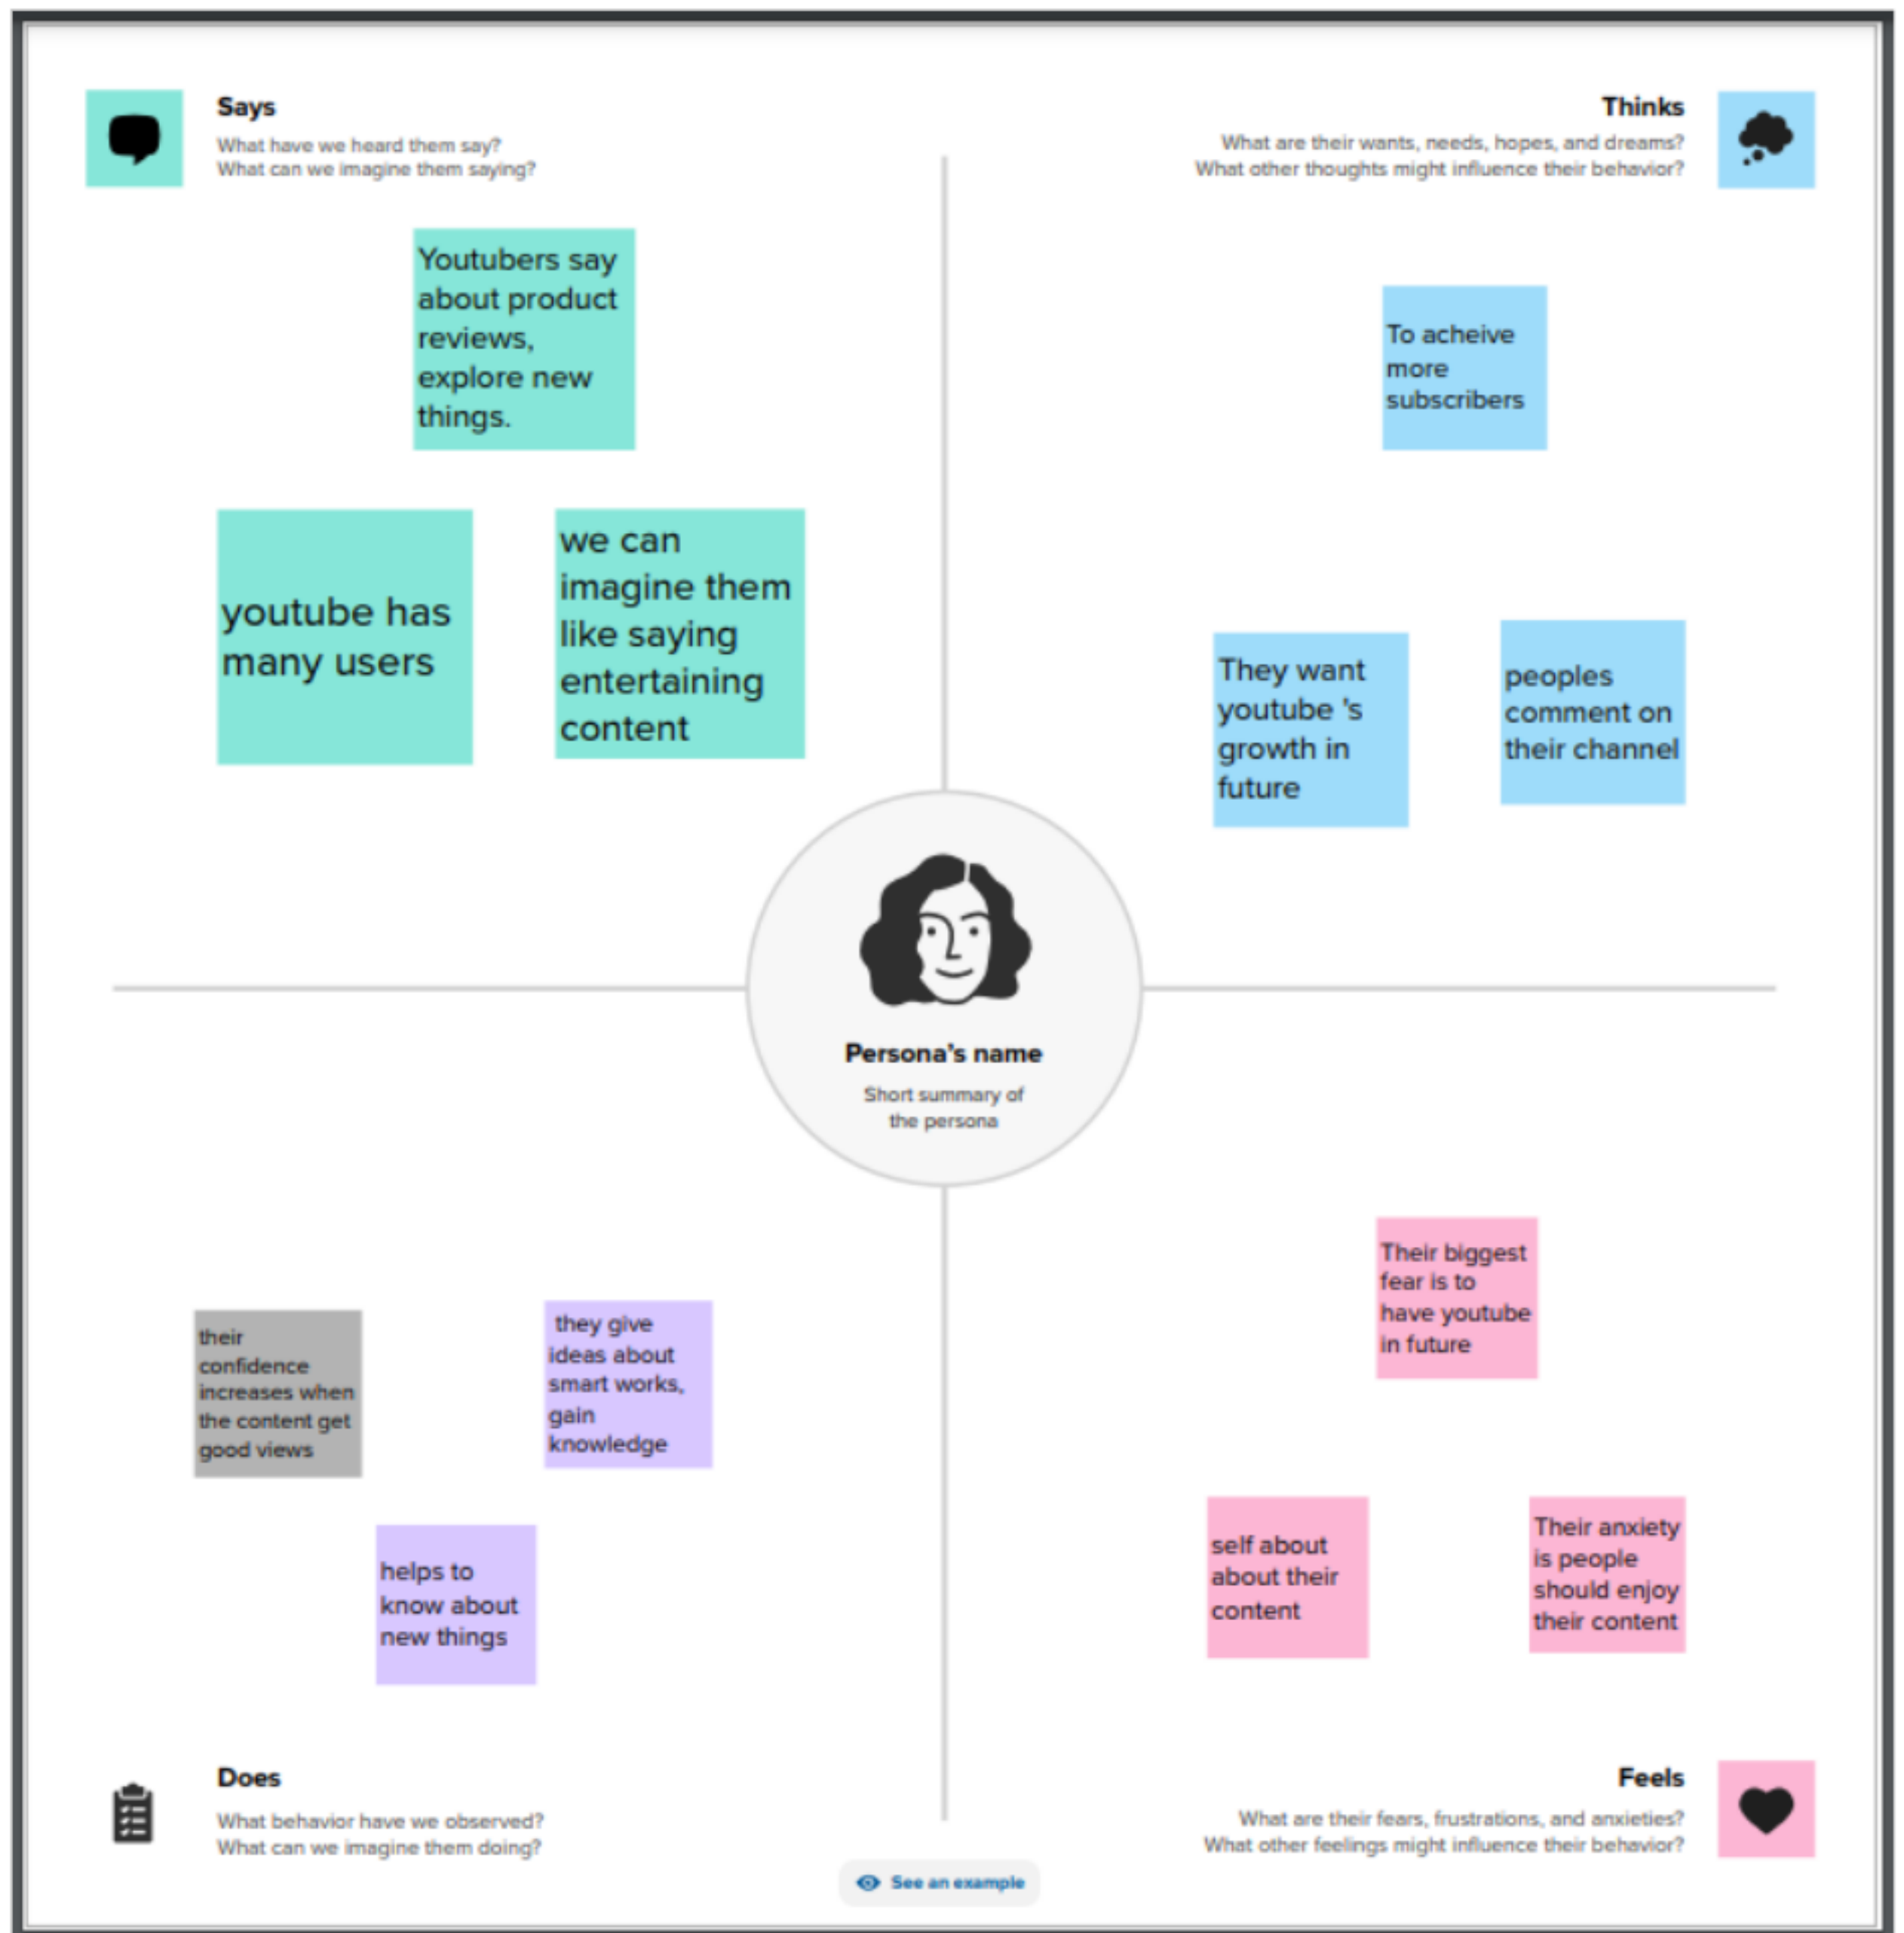 Says
What have we heard them say?
What can we imagine them saying?
Thinks
What are their wants, needs, hopes, and dreams?
What other thoughts might influence their behavior?
Youtubers say
about product
reviews,
explore new
things.
youtube has
many users
we can
imagine them
like saying
entertaining
content
To acheive
more
subscribers
They want
youtube 's
growth in
future
peoples
comment on
their channel
Persona's name
Short summary of
the persona
their
confidence
increases when
the content get
good views
they give
ideas about
smart works,
gain
knowledge
helps to
know about
new things
Their biggest
fear is to
have youtube
in future
self about
about their
content
Their anxiety
is people
should enjoy
their content
Does
What behavior have we observed?
What can we imagine them doing?
Feels
What are their fears, frustrations, and anxieties?
What other feelings might influence their behavior?
See an example